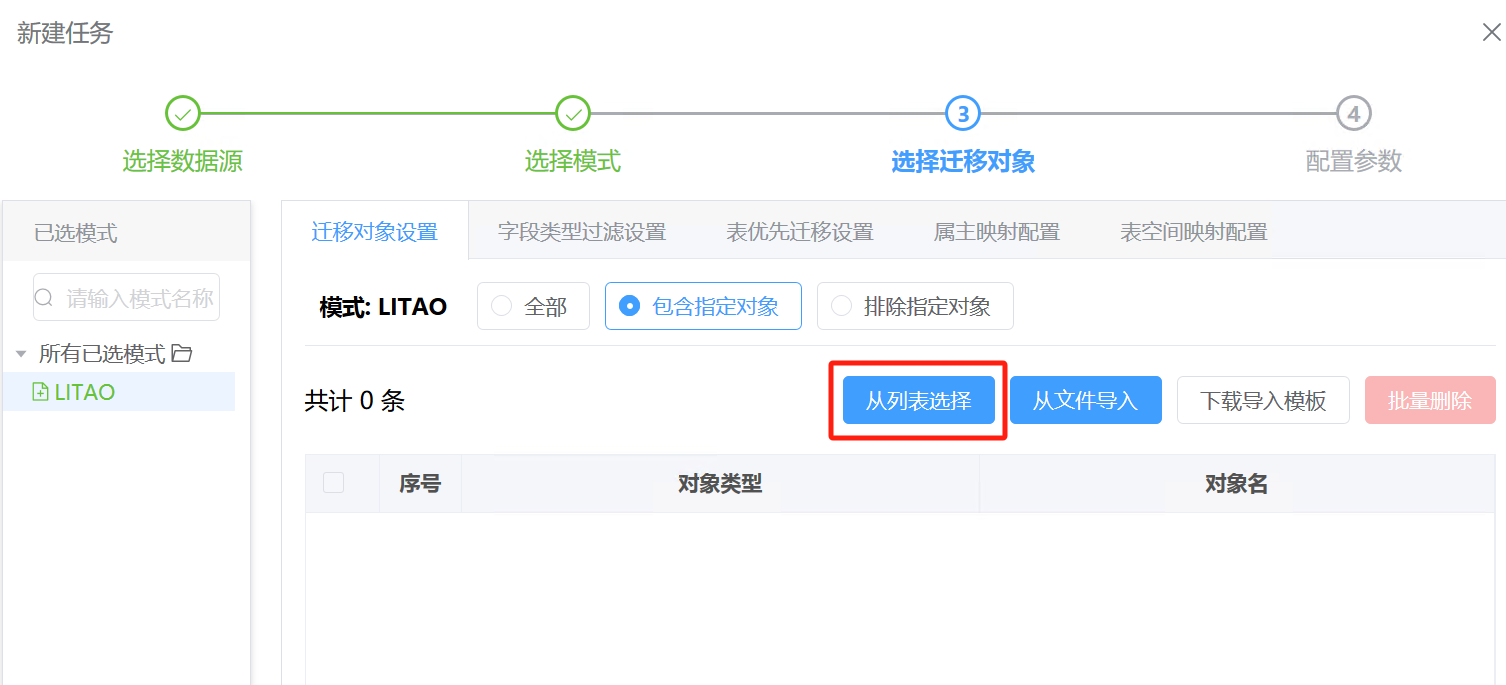 新建任务
3
4
选择数据源
选择模式
选择迁移对象
配置参数
已选模式
请输入模式名称
所有已选模式
LITAO
迁移对象设置
字段类型过滤设置
表优先迁移设置
属主映射配置
表空间映射配置
模式: LITAO
全部
包含指定对象
排除指定对象
共计 0 条
从列表选择
从文件导入
下载导入模板
批量删除
序号
对象类型
对象名